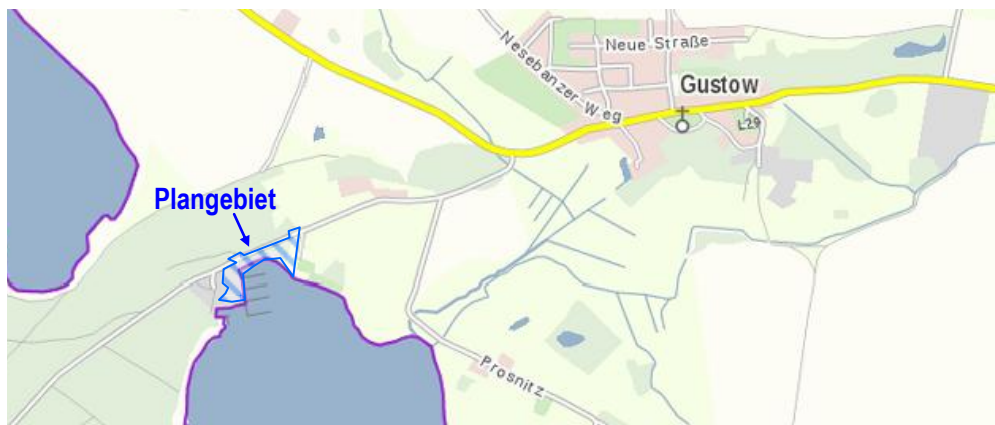 Neue Straße
Nesebanzer-Weg
Gustow
L29
Plangebiet
Prosnitz